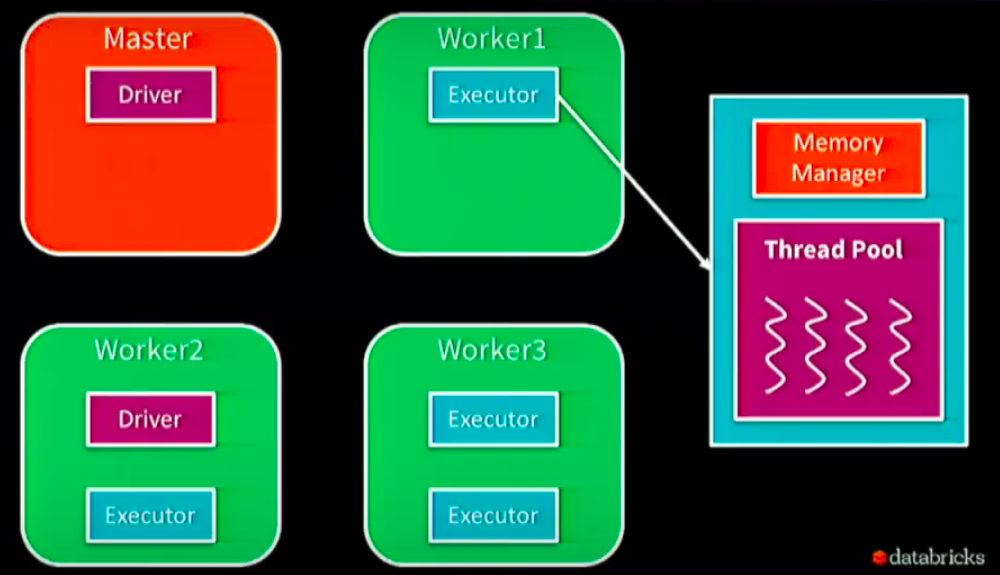 Master
Driver
Worker1
Executor
Memory
Manager
Thread Pool
Worker2
Driver
Executor
Worker3
Executor
Executor
databricks